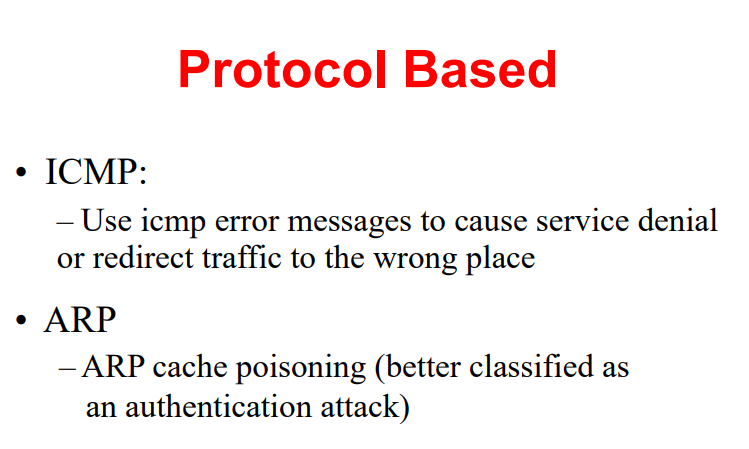 Protocol Based
• ICMP:
– Use icmp error messages to cause service denial
or redirect traffic to the wrong place
• ARP
– ARP cache poisoning (better classified as
an authentication attack)